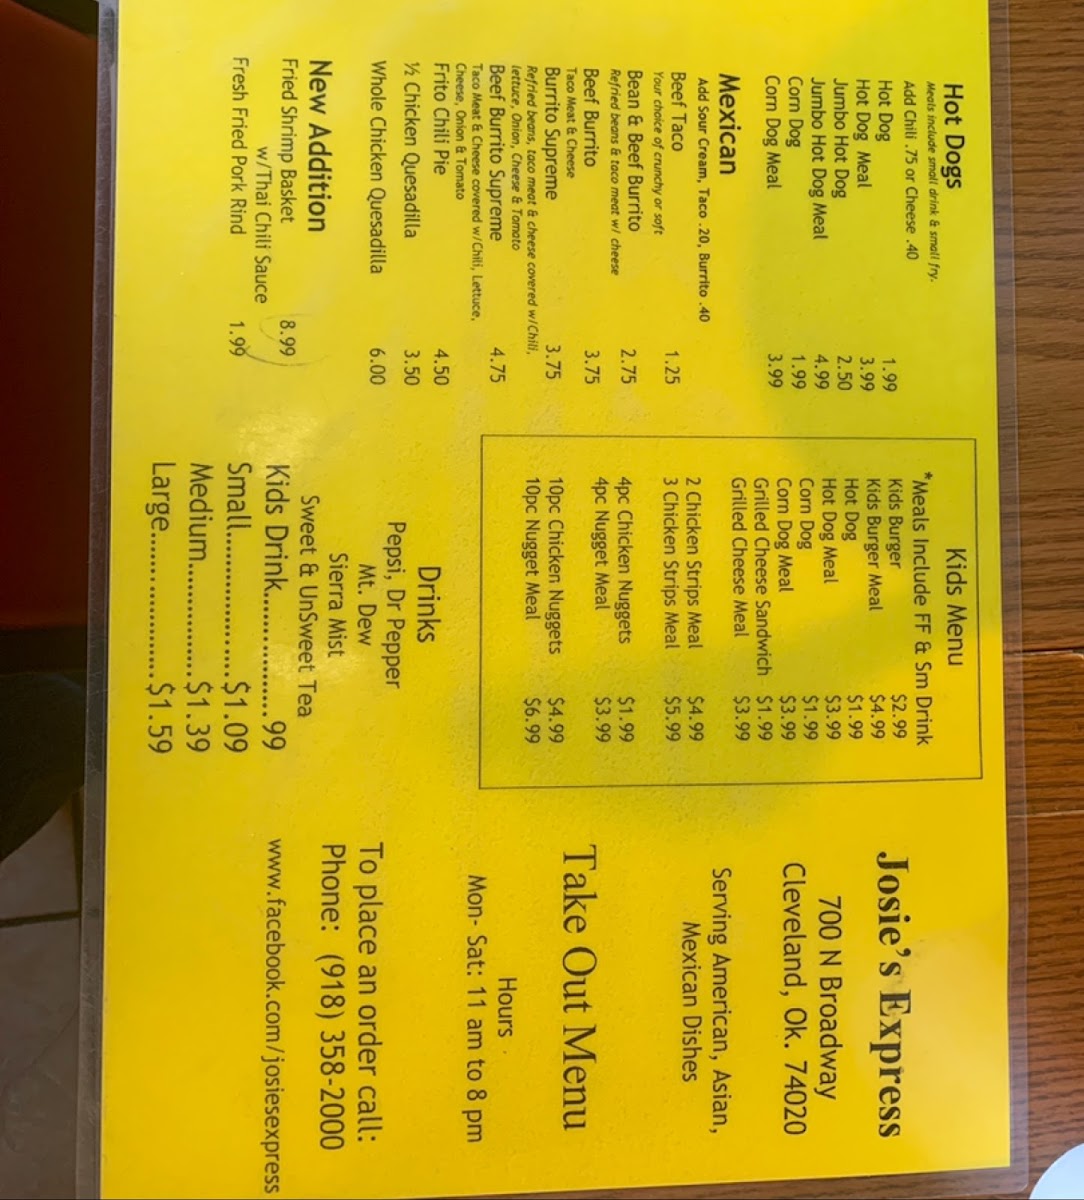 Hot Dogs
Meals include small drink & small fry.
Add Chili .75 or Cheese .40
Hot Dog 1.99
Hot Dog Meal 3.99
Jumbo Hot Dog 2.50
Jumbo Hot Dog Meal 4.99
Corn Dog 1.99
Corn Dog Meal 3.99
Mexican
Add Sour Cream, Taco .20, Burrito .40
Beef Taco 1.25
Your choice of crunchy or soft
Bean & Beef Burrito 2.75
Refried beans & taco meat w/ cheese
Beef Burrito 3.75
Taco Meat & Cheese
Burrito Supreme 3.75
Refried beans, taco meat & cheese covered w/Chili,
lettuce, Onion, Cheese & Tomato
Beef Burrito Supreme 4.75
Taco Meat & Cheese covered w/Chili, Lettuce,
Cheese, Onion & Tomato
Frito Chili Pie 4.50
½ Chicken Quesadilla 3.50
Whole Chicken Quesadilla 6.00
New Addition
Fried Shrimp Basket 8.99
w/Thai Chili Sauce
Fresh Fried Pork Rind 1.99
Kids Menu
*Meals Include FF & Sm Drink
Kids Burger $2.99
Kids Burger Meal $4.99
Hot Dog $1.99
Hot Dog Meal $3.99
Corn Dog $1.99
Corn Dog Meal $3.99
Grilled Cheese Sandwich $1.99
Grilled Cheese Meal $3.99
2 Chicken Strips Meal $4.99
3 Chicken Strips Meal $5.99
4pc Chicken Nuggets $1.99
4pc Nugget Meal $3.99
10pc Chicken Nuggets $4.99
10pc Nugget Meal $6.99
Drinks
Pepsi, Dr Pepper
Mt. Dew
Sierra Mist
Sweet & UnSweet Tea
Kids Drink..................99
Small....................$1.09
Medium...............$1.39
Large...................$1.59
Josie's Express
700 N Broadway
Cleveland, Ok. 74020
Serving American, Asian,
Mexican Dishes
Take Out Menu
Hours
Mon- Sat: 11 am to 8 pm
To place an order call:
Phone: (918) 358-2000
www.facebook.com/josiesexpress